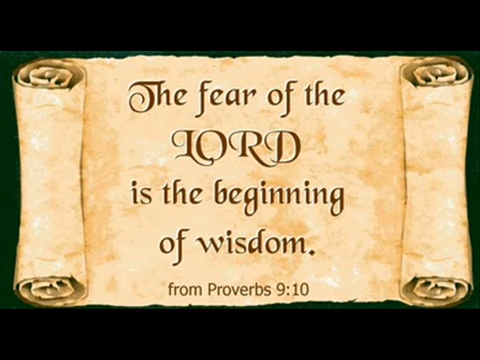 The fear of the
LORD
is the beginning
of wisdom.
from Proverbs 9:10